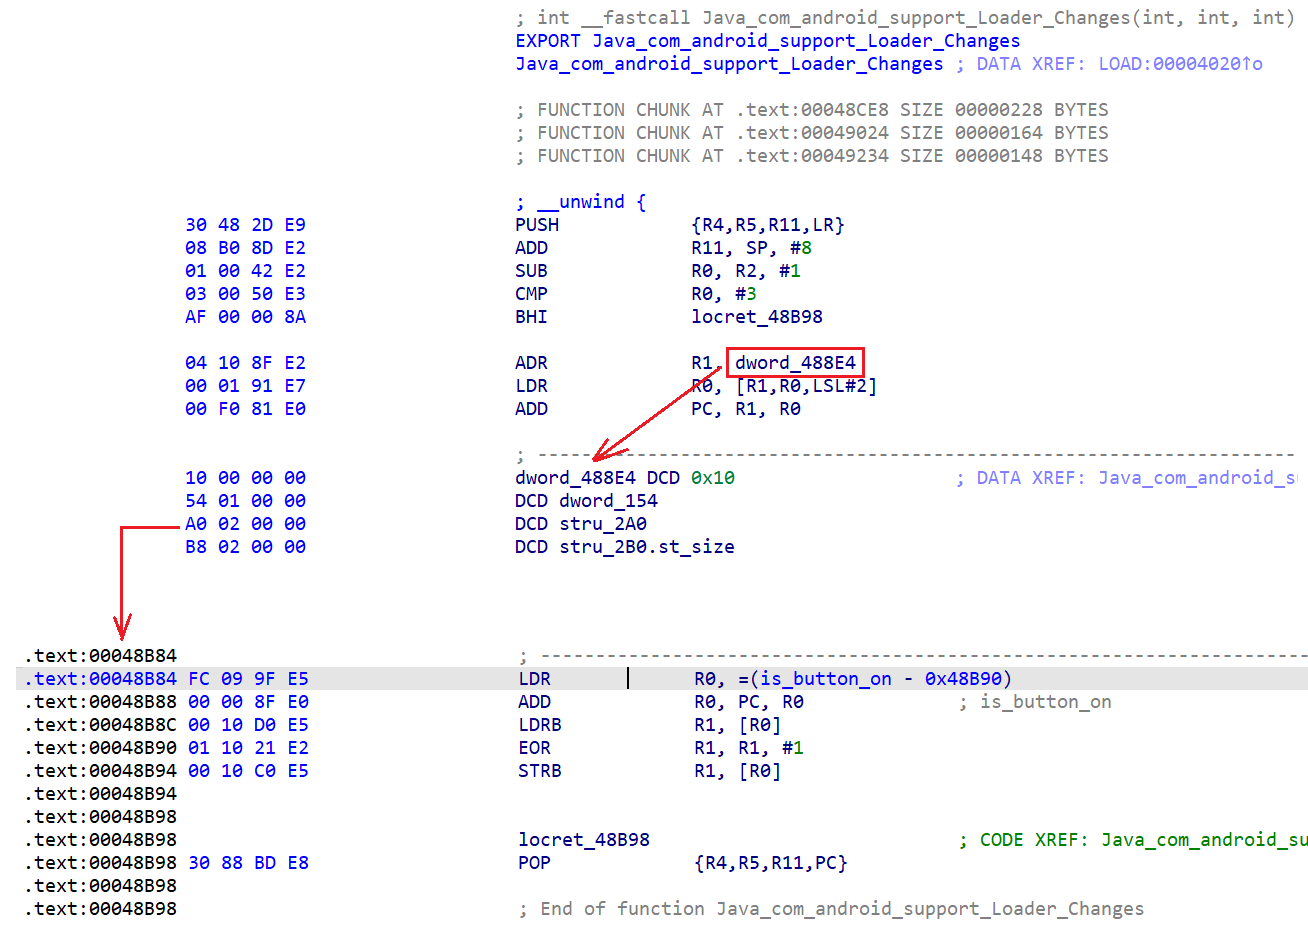 ; int __fastcall Java_com_android_support_Loader_Changes(int, int, int)
EXPORT Java_com_android_support_Loader_Changes
Java_com_android_support_Loader_Changes ; DATA XREF: LOAD:00004020↑o
; FUNCTION CHUNK AT .text:00048CE8 SIZE 00000228 BYTES
; FUNCTION CHUNK AT .text:00049024 SIZE 00000164 BYTES
; FUNCTION CHUNK AT .text:00049234 SIZE 00000148 BYTES
; __unwind {
30 48 2D E9 PUSH {R4,R5,R11,LR}
08 B0 8D E2 ADD R11, SP, #8
01 00 42 E2 SUB R0, R2, #1
03 00 50 E3 CMP R0, #3
AF 00 00 8A BHI locret_48B98
04 10 8F E2 ADR R1, dword_488E4
00 01 91 E7 LDR R0, [R1,R0,LSL#2]
00 F0 81 E0 ADD PC, R1, R0
; ---------------------------------------------------------------------
10 00 00 00 dword_488E4 DCD 0x10 ; DATA XREF: Java_com_android_s
54 01 00 00 DCD dword_154
A0 02 00 00 DCD stru_2A0
B8 02 00 00 DCD stru_2B0.st_size
.text:00048B84 ; ----------------------------------------------------------------------
.text:00048B84 FC 09 9F E5 LDR R0, =(is_button_on - 0x48B90)
.text:00048B88 00 00 8F E0 ADD R0, PC, R0 ; is_button_on
.text:00048B8C 00 10 D0 E5 LDRB R1, [R0]
.text:00048B90 01 10 21 E2 EOR R1, R1, #1
.text:00048B94 00 10 C0 E5 STRB R1, [R0]
.text:00048B94
.text:00048B98
.text:00048B98 locret_48B98 ; CODE XREF: Java_com_android_su
.text:00048B98 30 88 BD E8 POP {R4,R5,R11,PC}
.text:00048B98
.text:00048B98 ; End of function Java_com_android_support_Loader_Changes